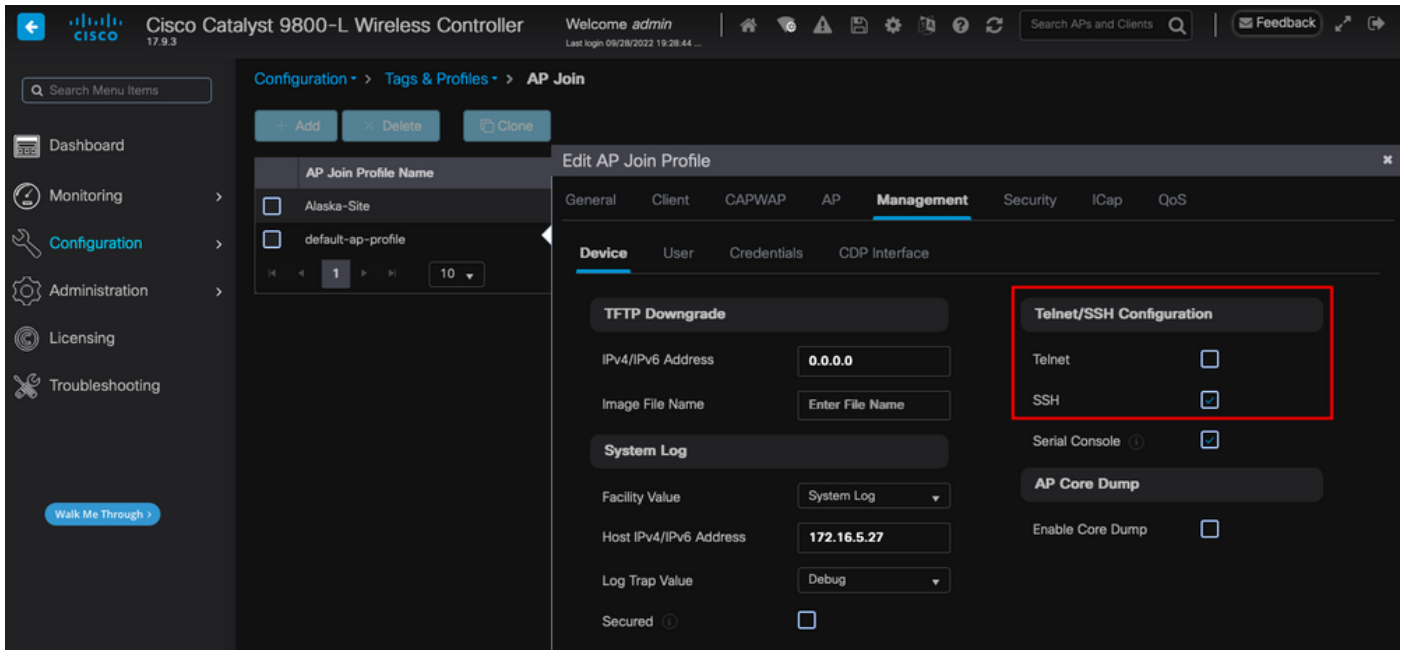 CISCO
Cisco Catalyst 9800-L Wireless Controller
17.9.3
Welcome admin
Last login 09/28/2022 19:28:44 ...
Search APs and Clients
Feedback
Search Menu Items
Dashboard
Monitoring
Configuration
Administration
Licensing
Troubleshooting
Walk Me Through >
Configuration > Tags & Profiles > AP Join
+ Add
× Delete
Clone
AP Join Profile Name
Alaska-Site
default-ap-profile
1
10
Edit AP Join Profile
General Client CAPWAP AP Management Security ICap QoS
Device User Credentials CDP Interface
TFTP Downgrade
IPv4/IPv6 Address 0.0.0.0
Image File Name Enter File Name
System Log
Facility Value System Log
Host IPv4/IPv6 Address 172.16.5.27
Log Trap Value Debug
Secured
Telnet/SSH Configuration
Telnet
SSH
Serial Console
AP Core Dump
Enable Core Dump